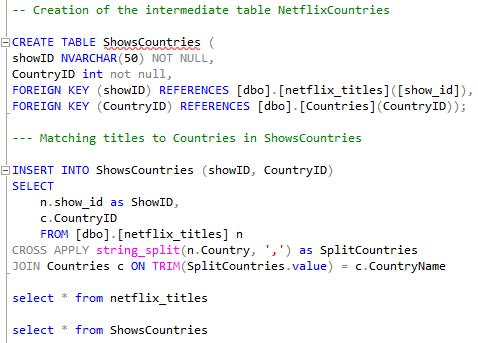 -- Creation of the intermediate table NetflixCountries
CREATE TABLE ShowsCountries (
showID NVARCHAR(50) NOT NULL,
CountryID int not null,
FOREIGN KEY (showID) REFERENCES [dbo].[netflix_titles]([show_id]),
FOREIGN KEY (CountryID) REFERENCES [dbo].[Countries](CountryID));
--- Matching titles to Countries in ShowsCountries
INSERT INTO ShowsCountries (showID, CountryID)
SELECT
n.show_id as ShowID,
c.CountryID
FROM [dbo].[netflix_titles] n
CROSS APPLY string_split(n.Country, ',') as SplitCountries
JOIN Countries c ON TRIM(SplitCountries.value) = c.CountryName
select * from netflix_titles
select * from ShowsCountries